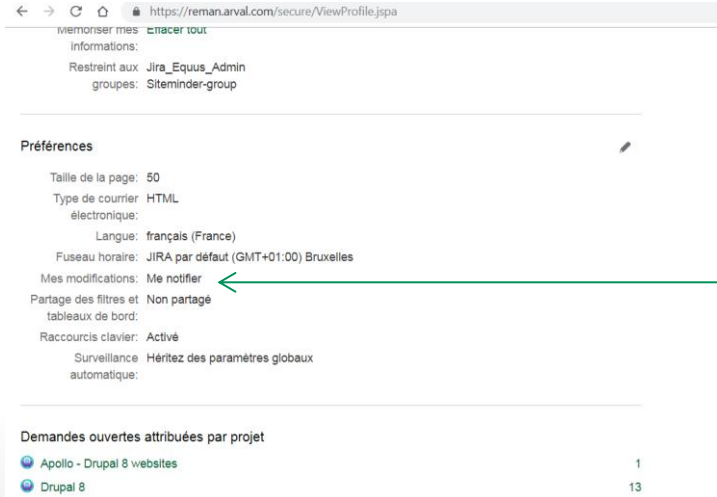 https://reman.arval.com/secure/ViewProfile.jspa
Mémoriser mes Effacer tout
informations:
Restreint aux Jira_Equus_Admin
groupes: Siteminder-group
Préférences
Taille de la page: 50
Type de courrier HTML
électronique:
Langue: français (France)
Fuseau horaire: JIRA par défaut (GMT+01:00) Bruxelles
Mes modifications: Me notifier
Partage des filtres et Non partagé
tableaux de bord:
Raccourcis clavier: Activé
Surveillance Héritez des paramètres globaux
automatique:
Demandes ouvertes attribuées par projet
Apollo - Drupal 8 websites 1
Drupal 8 13